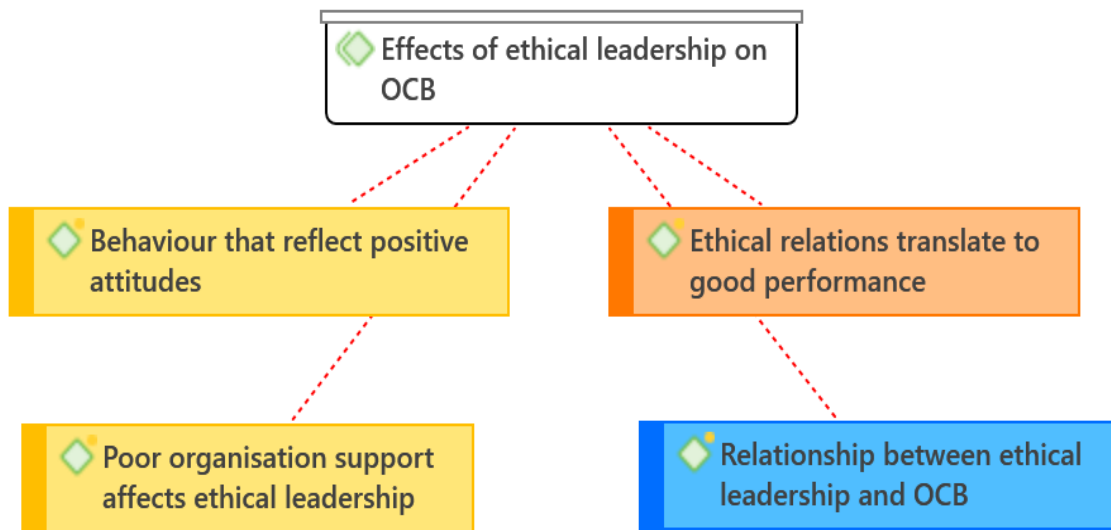 Effects of ethical leadership on
OCB
Behaviour that reflect positive
attitudes
Ethical relations translate to
good performance
Poor organisation support
affects ethical leadership
Relationship between ethical
leadership and OCB